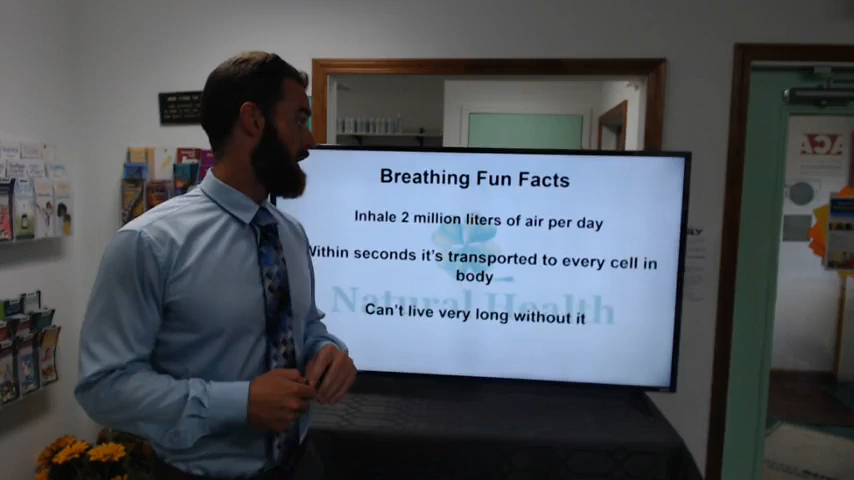 Breathing Fun Facts
Inhale 2 million liters of air per day
Within seconds it's transported to every cell in
body
Natural Health
Can't live very long without it
ACA